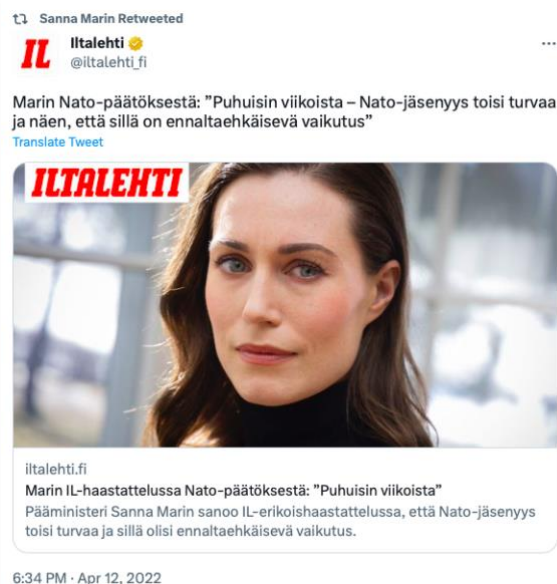 Sanna Marin Retweeted
Iltalehti
@iltalehti_fi
Marin Nato-päätöksestä: ”Puhuisin viikoista – Nato-jäsenyys toisi turvaa
ja näen, että sillä on ennaltaehkäisevä vaikutus”
Translate Tweet
ILTALEHTI
iltalehti.fi
Marin IL-haastattelussa Nato-päätöksestä: ”Puhuisin viikoista”
Pääministeri Sanna Marin sanoo IL-erikoishaastattelussa, että Nato-jäsenyys
toisi turvaa ja sillä olisi ennaltaehkäisevä vaikutus.
6:34 PM · Apr 12, 2022